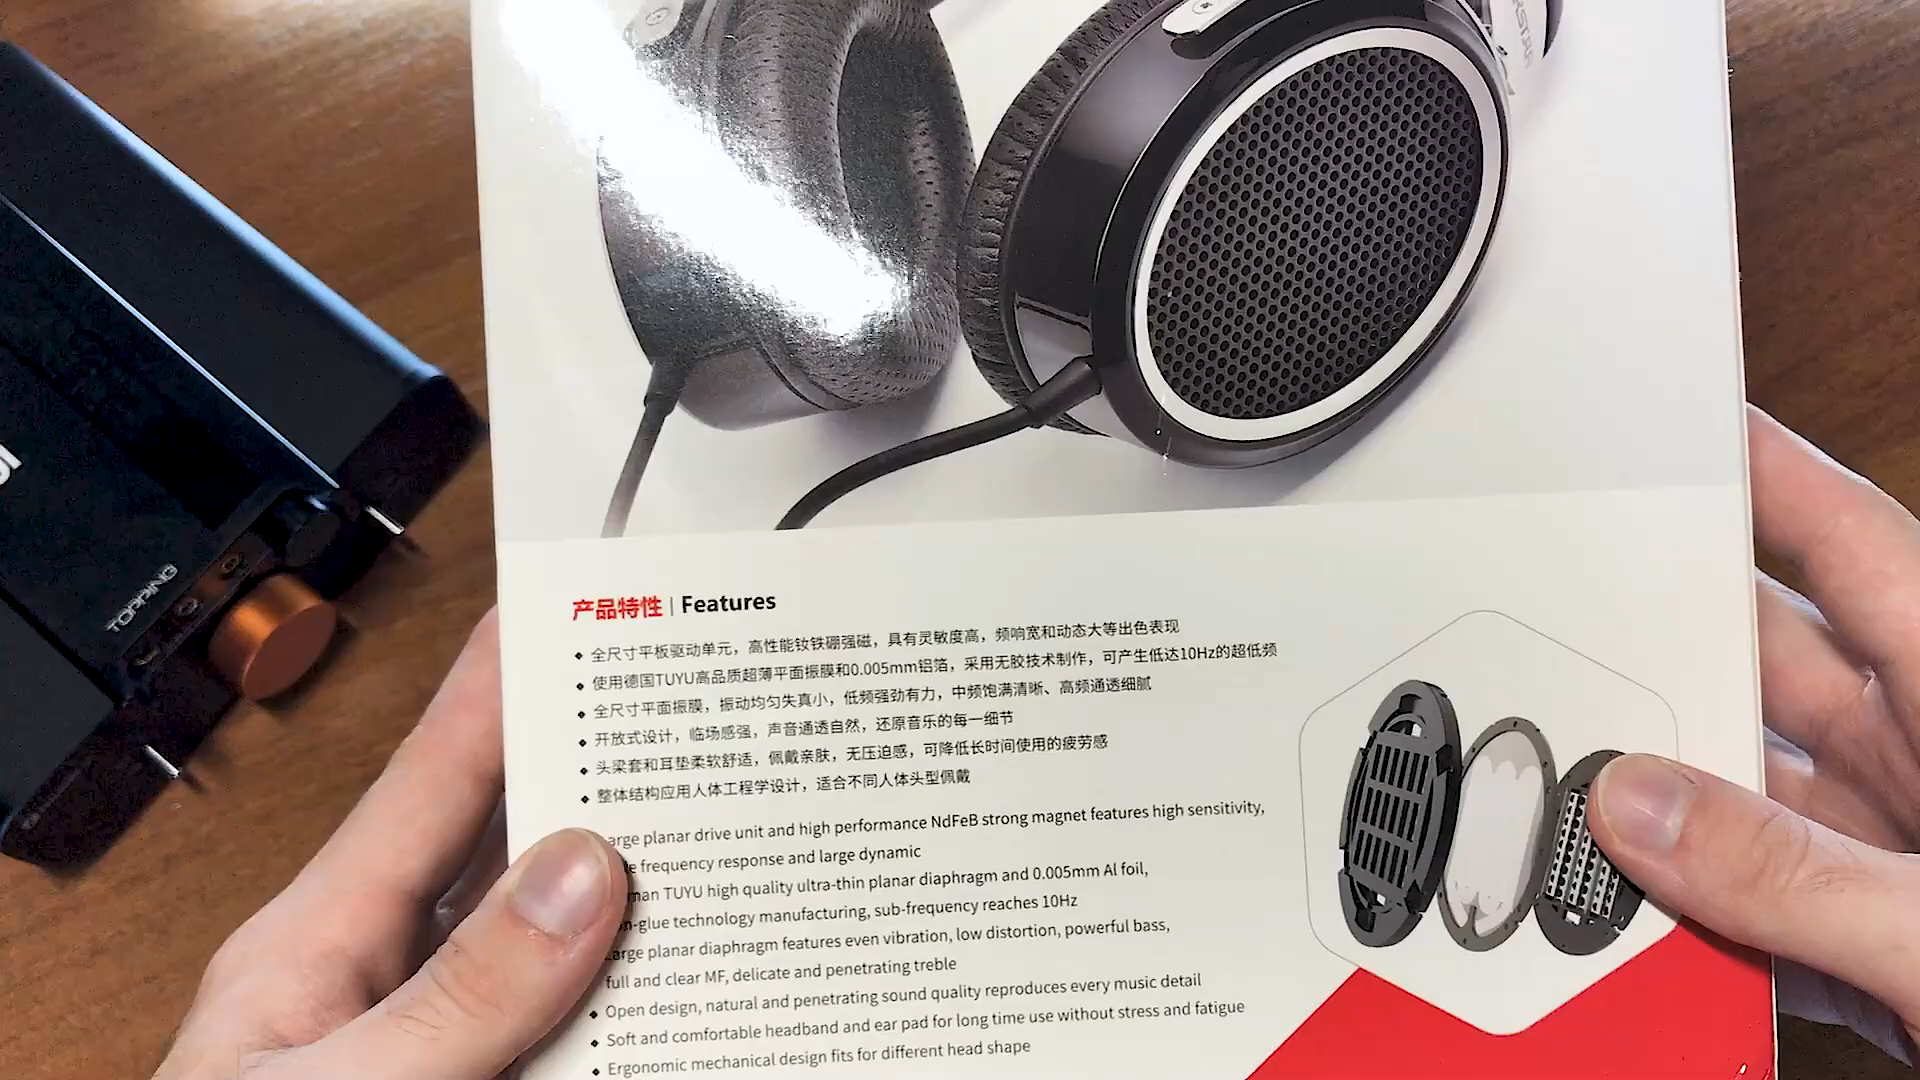 TOPPING
产品特性 | Features
全尺寸平板驱动单元，高性能钕铁硼强磁，具有灵敏度高，频响宽和动态大等出色表现
使用德国TUYU高品质超薄平面振膜和0.005mm铝箔，采用无胶技术制作，可产生低达10Hz的超低频
全尺寸平面振膜，振动均匀失真小，低频强劲有力，中频饱满清晰、高频通透细腻
开放式设计，临场感强，声音通透自然，还原音乐的每一细节
头梁套和耳垫柔软舒适，佩戴亲肤，无压迫感，可降低长时间使用的疲劳感
整体结构应用人体工程学设计，适合不同人体头型佩戴
arge planar drive unit and high performance NdFeB strong magnet features high sensitivity,
frequency response and large dynamic
man TUYU high quality ultra-thin planar diaphragm and 0.005mm Al foil,
n-glue technology manufacturing, sub-frequency reaches 10Hz
Large planar diaphragm features even vibration, low distortion, powerful bass,
full and clear MF, delicate and penetrating treble
Open design, natural and penetrating sound quality reproduces every music detail
Soft and comfortable headband and ear pad for long time use without stress and fatigue
Ergonomic mechanical design fits for different head shape